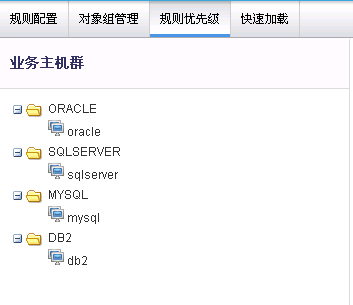 规则配置 对象组管理 规则优先级 快速加载
业务主机群
ORACLE
oracle
SQLSERVER
sqlserver
MYSQL
mysql
DB2
db2